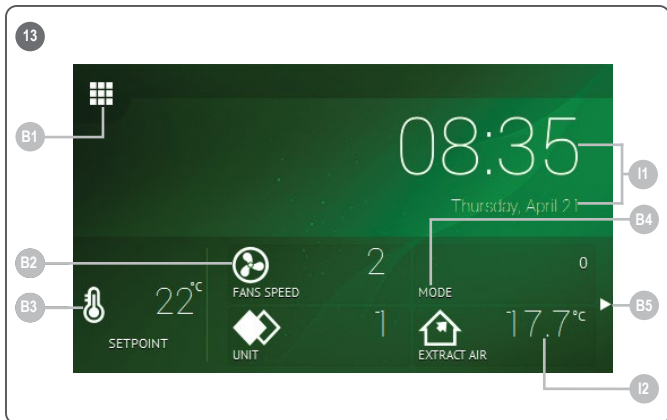 13
B1
08:35
I1
Thursday, April 21
B4
B2
2
0
FANS SPEED
MODE
B3
22°C
B5
SETPOINT
1
17.7°C
UNIT
EXTRACT AIR
I2